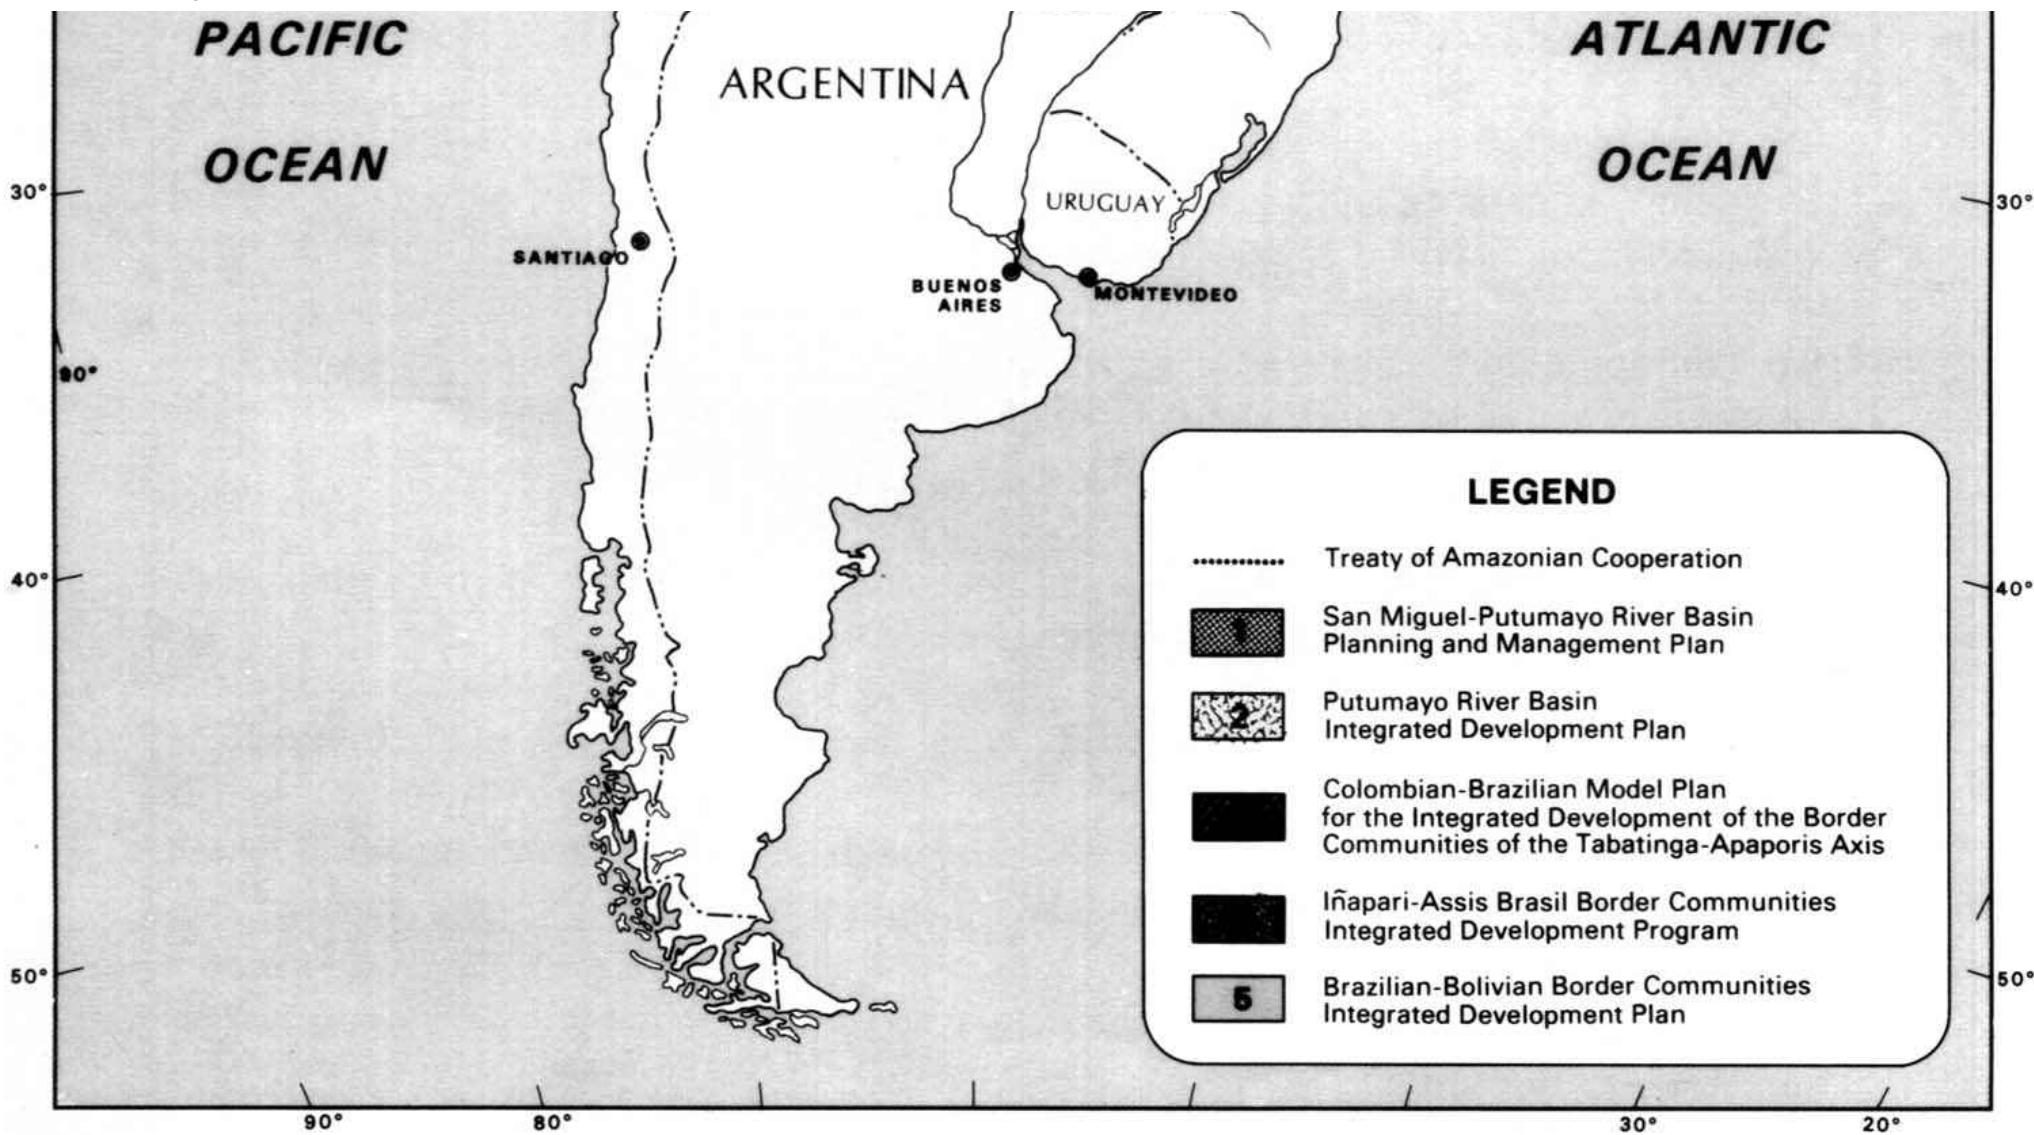 PACIFIC
OCEAN
ATLANTIC
OCEAN
ARGENTINA
URUGUAY
30°
30°
SANTIAGO
BUENOS
AIRES
MONTEVIDEO
90°
LEGEND
Treaty of Amazonian Cooperation
1
San Miguel-Putumayo River Basin
Planning and Management Plan
2
Putumayo River Basin
Integrated Development Plan
Colombian-Brazilian Model Plan
for the Integrated Development of the Border
Communities of the Tabatinga-Apaporis Axis
Iñapari-Assis Brasil Border Communities
Integrated Development Program
5
Brazilian-Bolivian Border Communities
Integrated Development Plan
40°
40°
50°
50°
90°
80°
30°
20°